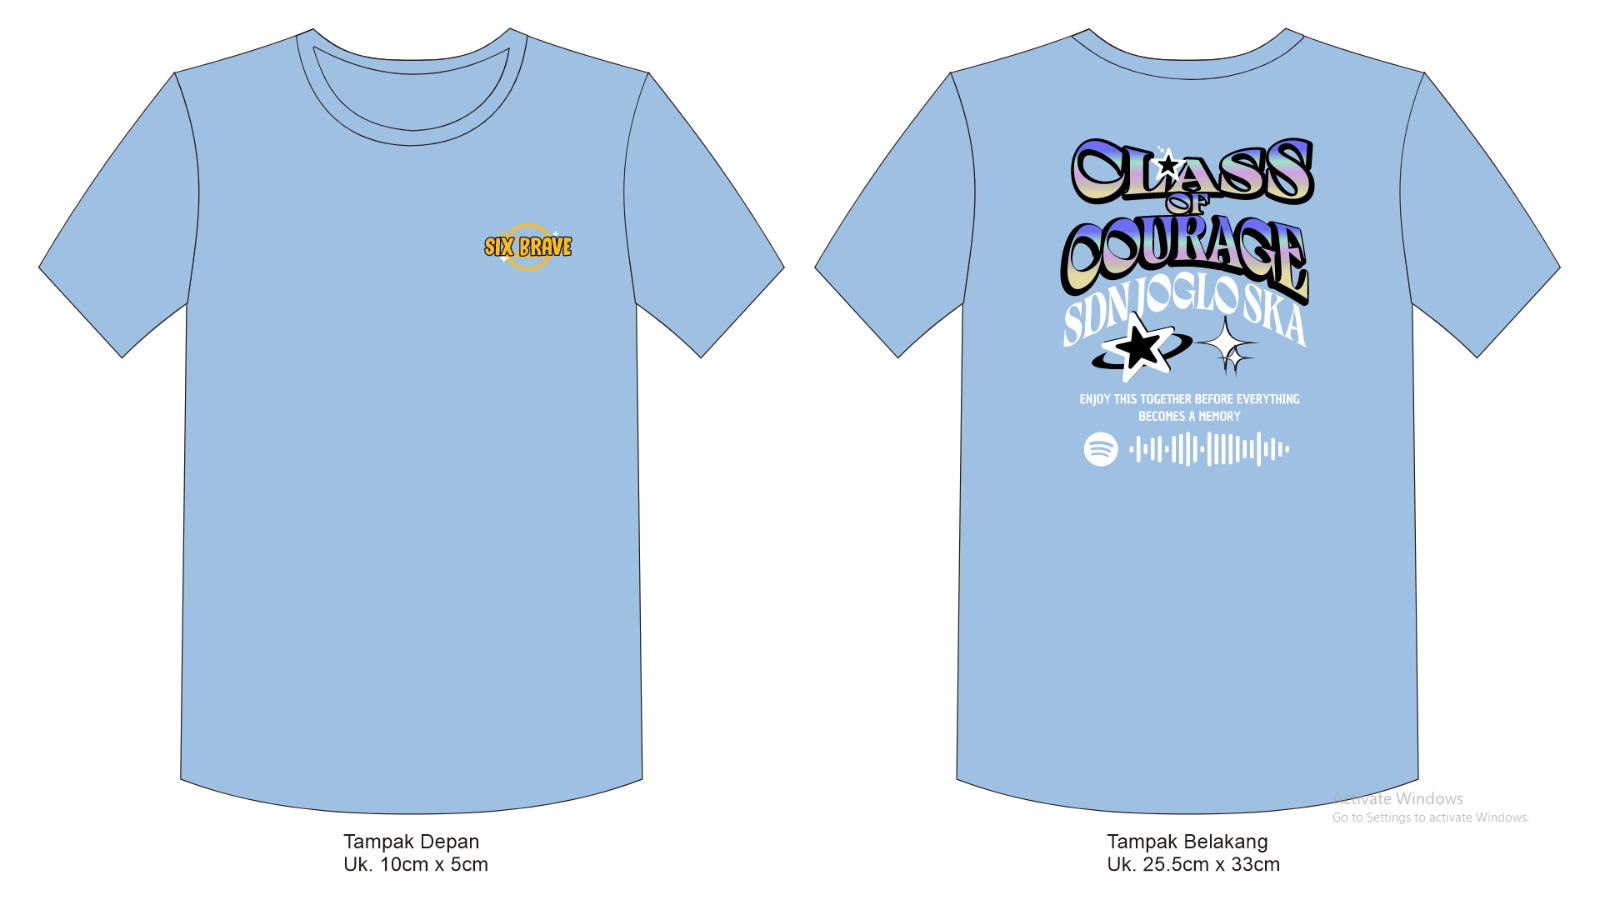 SIX BRAVE
CLASS
OF
COURAGE
SDN JOGLO SKA
ENJOY THIS TOGETHER BEFORE EVERYTHING
BECOMES A MEMORY
Activate Windows
Go to Settings to activate Windows.
Tampak Depan
Uk. 10cm x 5cm
Tampak Belakang
Uk. 25.5cm x 33cm